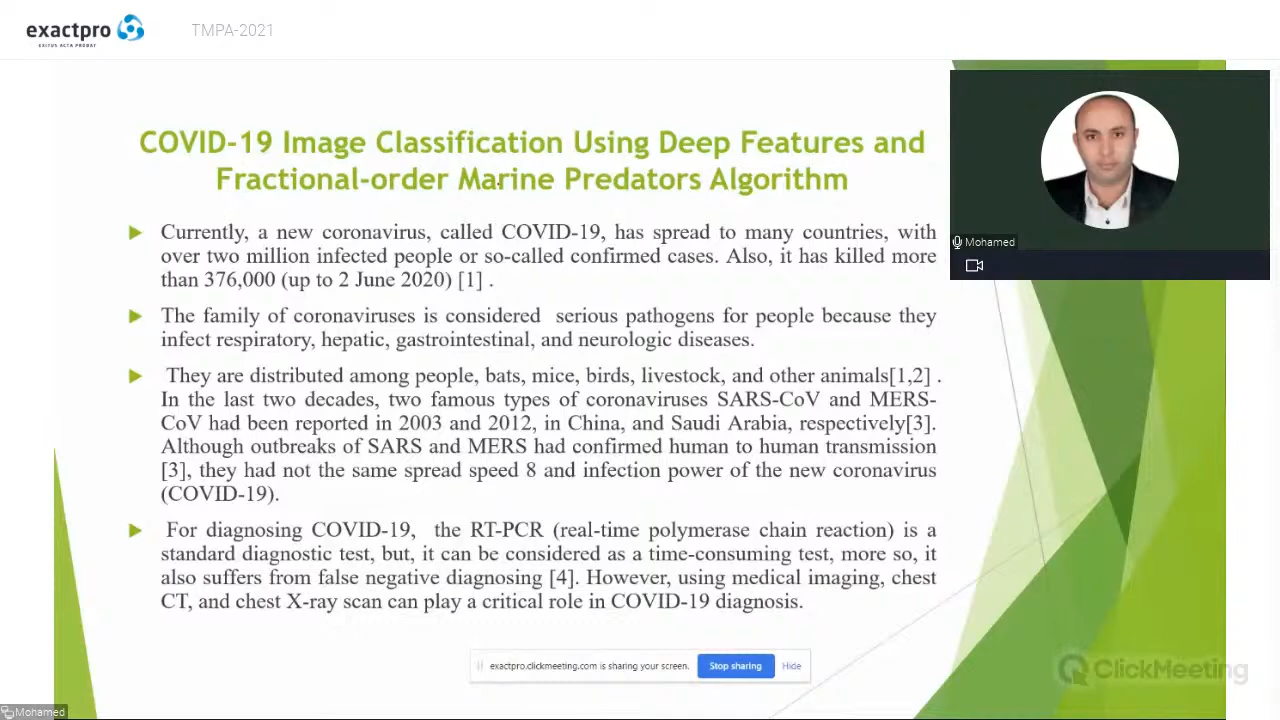 exactpro
EXITUS ACTA PROBAT
TMPA-2021
COVID-19 Image Classification Using Deep Features and
Fractional-order Marine Predators Algorithm
Currently, a new coronavirus, called COVID-19, has spread to many countries, with
over two million infected people or so-called confirmed cases. Also, it has killed more
than 376,000 (up to 2 June 2020) [1] .
The family of coronaviruses is considered serious pathogens for people because they
infect respiratory, hepatic, gastrointestinal, and neurologic diseases.
They are distributed among people, bats, mice, birds, livestock, and other animals[1,2] .
In the last two decades, two famous types of coronaviruses SARS-CoV and MERS-
CoV had been reported in 2003 and 2012, in China, and Saudi Arabia, respectively[3].
Although outbreaks of SARS and MERS had confirmed human to human transmission
[3], they had not the same spread speed 8 and infection power of the new coronavirus
(COVID-19).
For diagnosing COVID-19, the RT-PCR (real-time polymerase chain reaction) is a
standard diagnostic test, but, it can be considered as a time-consuming test, more so, it
also suffers from false negative diagnosing [4]. However, using medical imaging, chest
CT, and chest X-ray scan can play a critical role in COVID-19 diagnosis.
Mohamed
exactpro.clickmeeting.com is sharing your screen.
Stop sharing
Hide
ClickMeeting
Mohamed